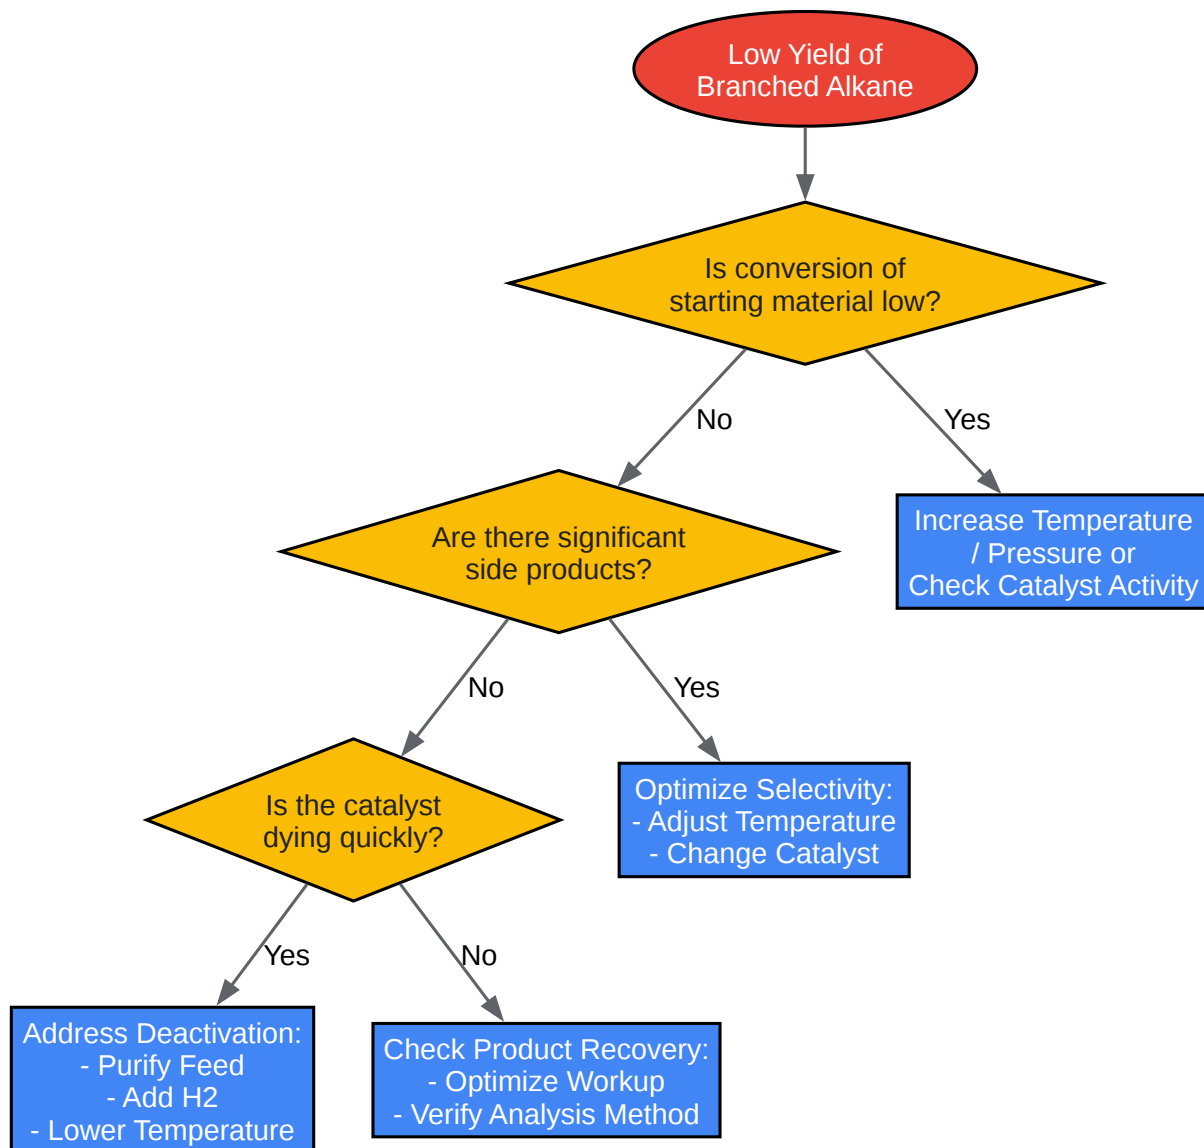 Low Yield of
Branched Alkane
Is conversion of
starting material low?
No
Yes
Are there significant
side products?
Increase Temperature
/ Pressure or
Check Catalyst Activity
No
Yes
Is the catalyst
dying quickly?
Optimize Selectivity:
- Adjust Temperature
- Change Catalyst
Yes
No
Address Deactivation:
- Purify Feed
- Add H2
- Lower Temperature
Check Product Recovery:
- Optimize Workup
- Verify Analysis Method